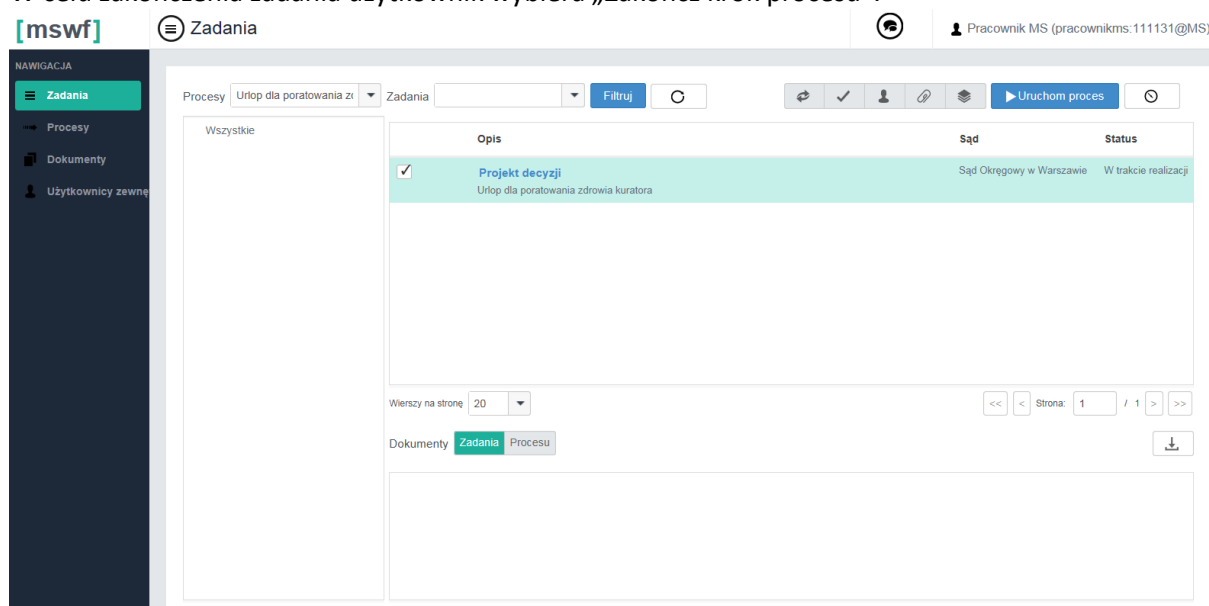 W celu zakończenia zadania użytkownik wybiera „Zakończ krok procesu”.
[mswf]
Zadania
Pracownik MS (pracownikms:111131@MS)
NAWIGACJA
Zadania
Procesy
Dokumenty
Użytkownicy zewnę
Procesy Urlop dla poratowania zo Zadania Filtruj Uruchom proces
Wszystkie
Opis Sąd Status
Projekt decyzji Sąd Okręgowy w Warszawie W trakcie realizacji
Urlop dla poratowania zdrowia kuratora
Wierszy na stronę 20 << < Strona: 1 / 1 > >>
Dokumenty Zadania Procesu